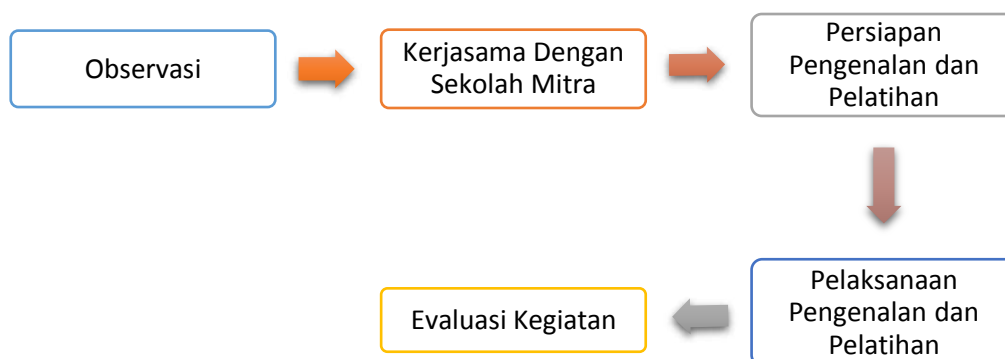 Observasi
Kerjasama Dengan
Sekolah Mitra
Persiapan
Pengenalan dan
Pelatihan
Pelaksanaan
Pengenalan dan
Pelatihan
Evaluasi Kegiatan